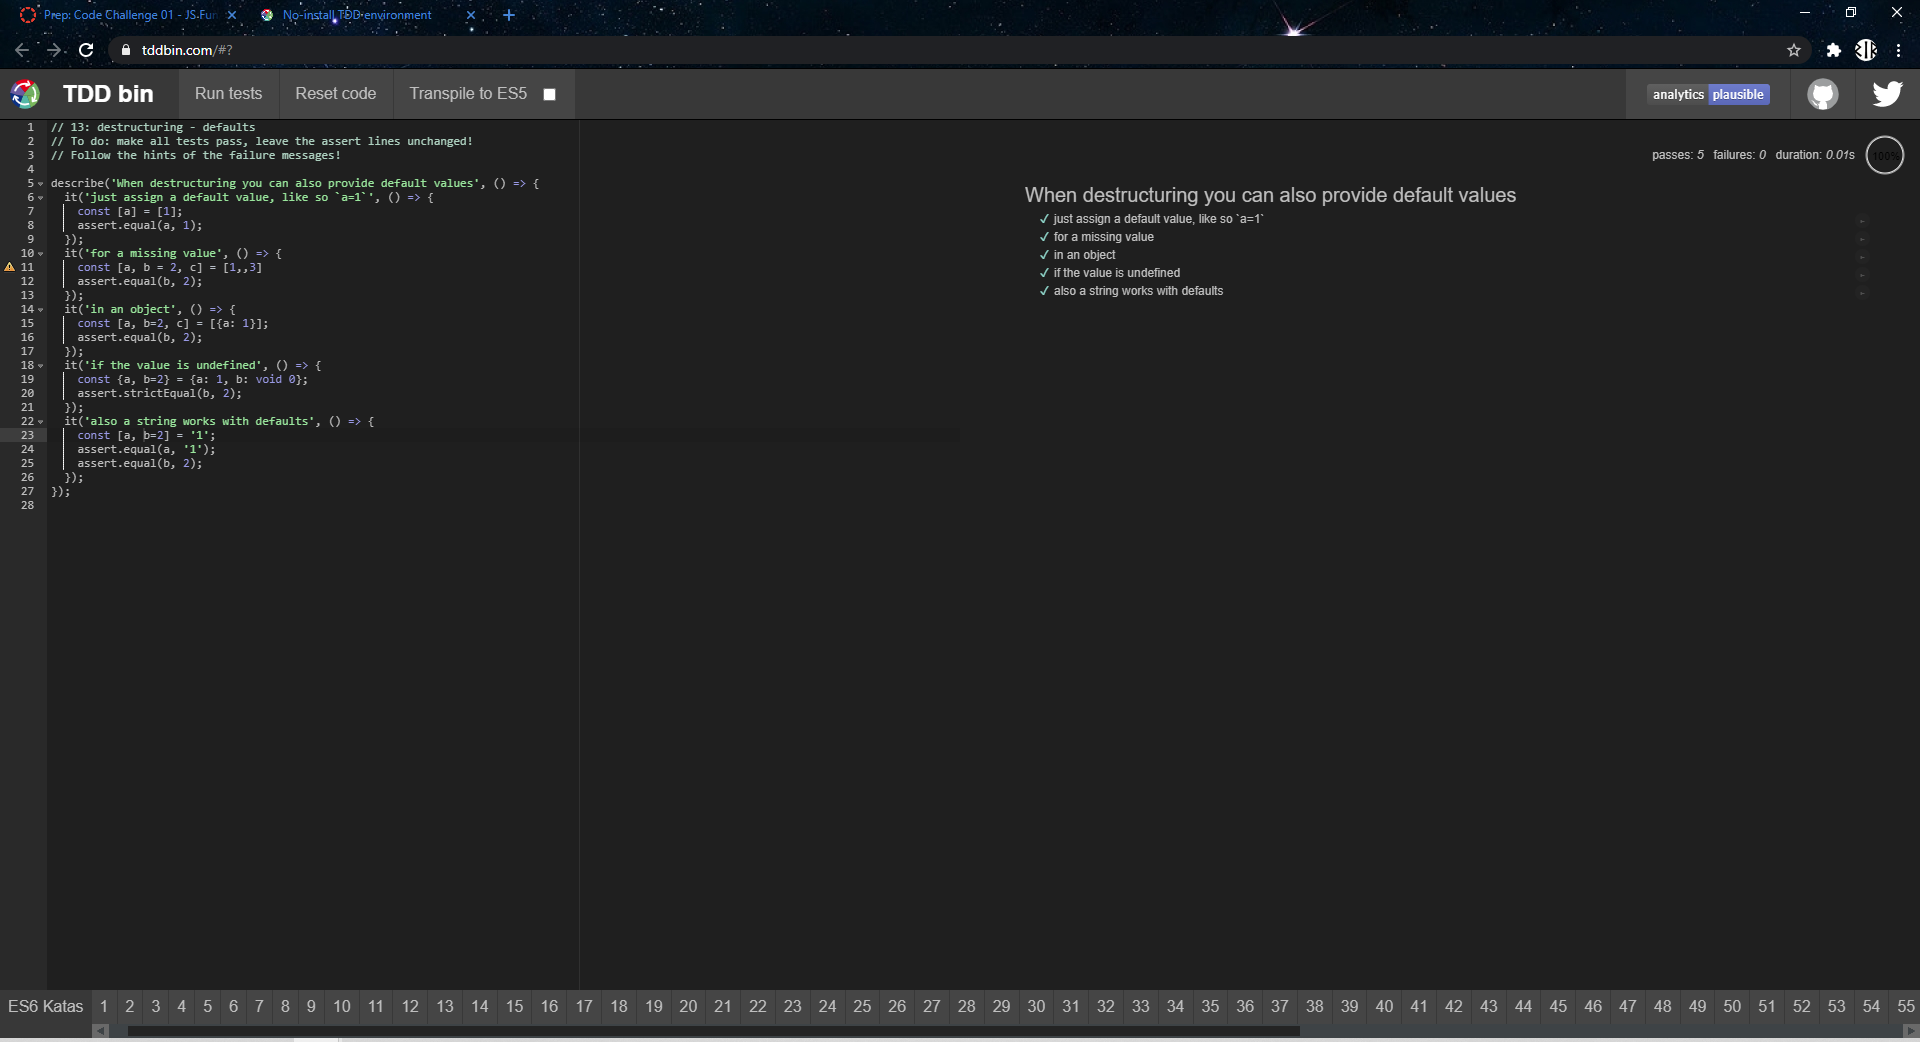 Prep: Code Challenge 01 - JS Fun
No-install TDD environment
tddbin.com/#?
TDD bin
Run tests
Reset code
Transpile to ES5
analytics plausible
1 // 13: destructuring - defaults
2 // To do: make all tests pass, leave the assert lines unchanged!
3 // Follow the hints of the failure messages!
4
5 describe('When destructuring you can also provide default values', () => {
6 it('just assign a default value, like so `a=1`', () => {
7 const [a] = [1];
8 assert.equal(a, 1);
9 });
10 it('for a missing value', () => {
11 const [a, b = 2, c] = [1,,3]
12 assert.equal(b, 2);
13 });
14 it('in an object', () => {
15 const [a, b=2, c] = [{a: 1}];
16 assert.equal(b, 2);
17 });
18 it('if the value is undefined', () => {
19 const {a, b=2} = {a: 1, b: void 0};
20 assert.strictEqual(b, 2);
21 });
22 it('also a string works with defaults', () => {
23 const [a, b=2] = '1';
24 assert.equal(a, '1');
25 assert.equal(b, 2);
26 });
27 });
28
passes: 5 failures: 0 duration: 0.01s 100%
When destructuring you can also provide default values
✓ just assign a default value, like so `a=1`
✓ for a missing value
✓ in an object
✓ if the value is undefined
✓ also a string works with defaults
ES6 Katas 1 2 3 4 5 6 7 8 9 10 11 12 13 14 15 16 17 18 19 20 21 22 23 24 25 26 27 28 29 30 31 32 33 34 35 36 37 38 39 40 41 42 43 44 45 46 47 48 49 50 51 52 53 54 55